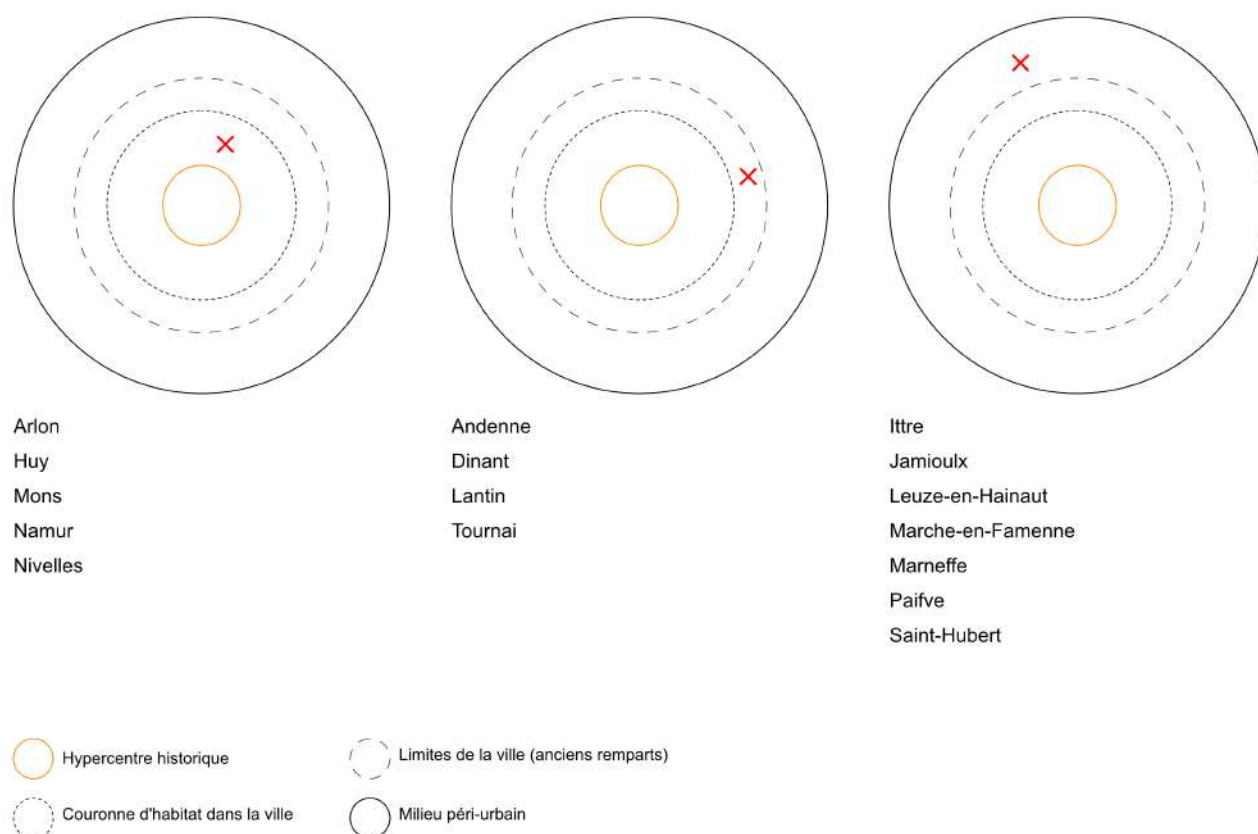 Arlon
Huy
Mons
Namur
Nivelles
Andenne
Dinant
Lantin
Tournai
Ittre
Jamioulx
Leuze-en-Hainaut
Marche-en-Famenne
Marneffe
Paifve
Saint-Hubert
Hypercentre historique
Limites de la ville (anciens remparts)
Couronne d'habitat dans la ville
Milieu péri-urbain